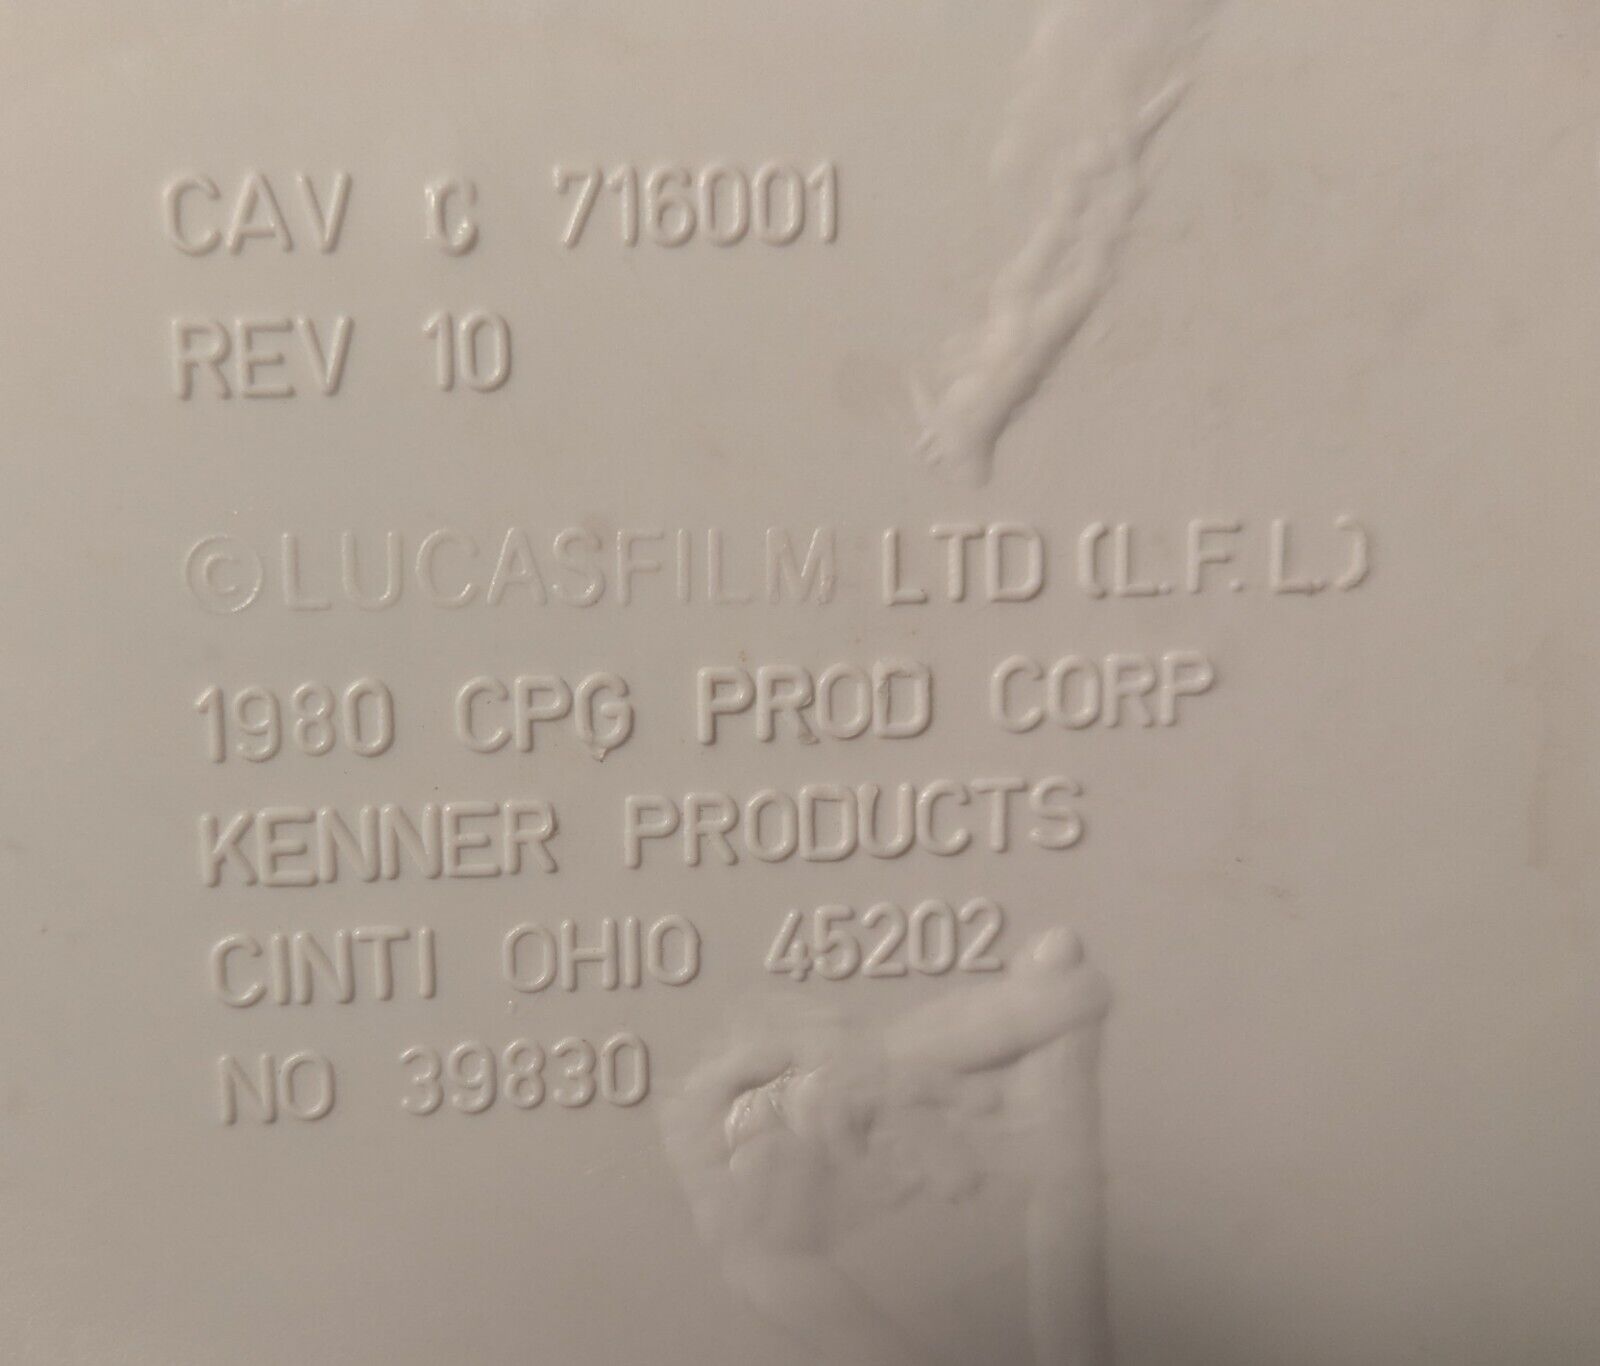 CAV C 716001
REV 10
©LUCASFILM LTD (L.F.L.)
1980 CPG PROD CORP
KENNER PRODUCTS
CINTI OHIO 45202
NO 39830